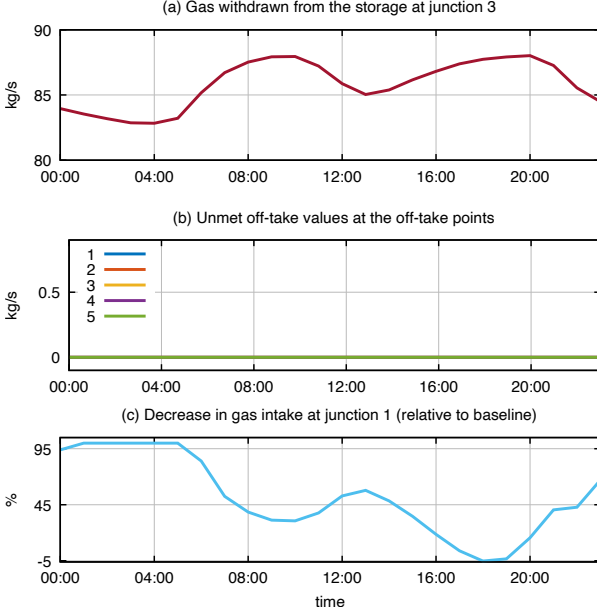 (a) Gas withdrawn from the storage at junction 3
90
85
80
kg/s
00:00 04:00 08:00 12:00 16:00 20:00
(b) Unmet off-take values at the off-take points
1
2
3
4
5
0.5
0
kg/s
00:00 04:00 08:00 12:00 16:00 20:00
(c) Decrease in gas intake at junction 1 (relative to baseline)
95
45
-5
%
00:00 04:00 08:00 12:00 16:00 20:00
time